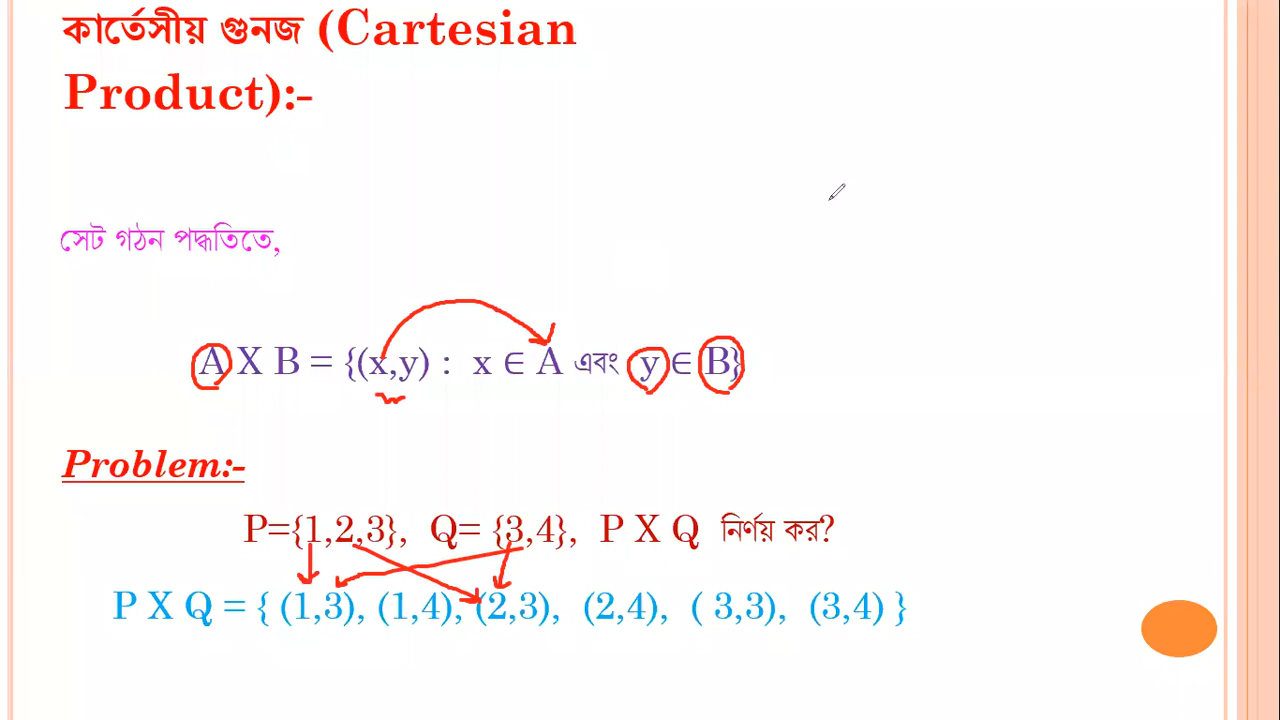 কার্তেসীয় গুনজ (Cartesian
Product):-
সেট গঠন পদ্ধতিতে,
A X B = {(x,y) : x ∈ A এবং y ∈ B}
Problem:-
P={1,2,3}, Q= {3,4}, P X Q নির্ণয় কর?
P X Q = { (1,3), (1,4), (2,3), (2,4), ( 3,3), (3,4) }